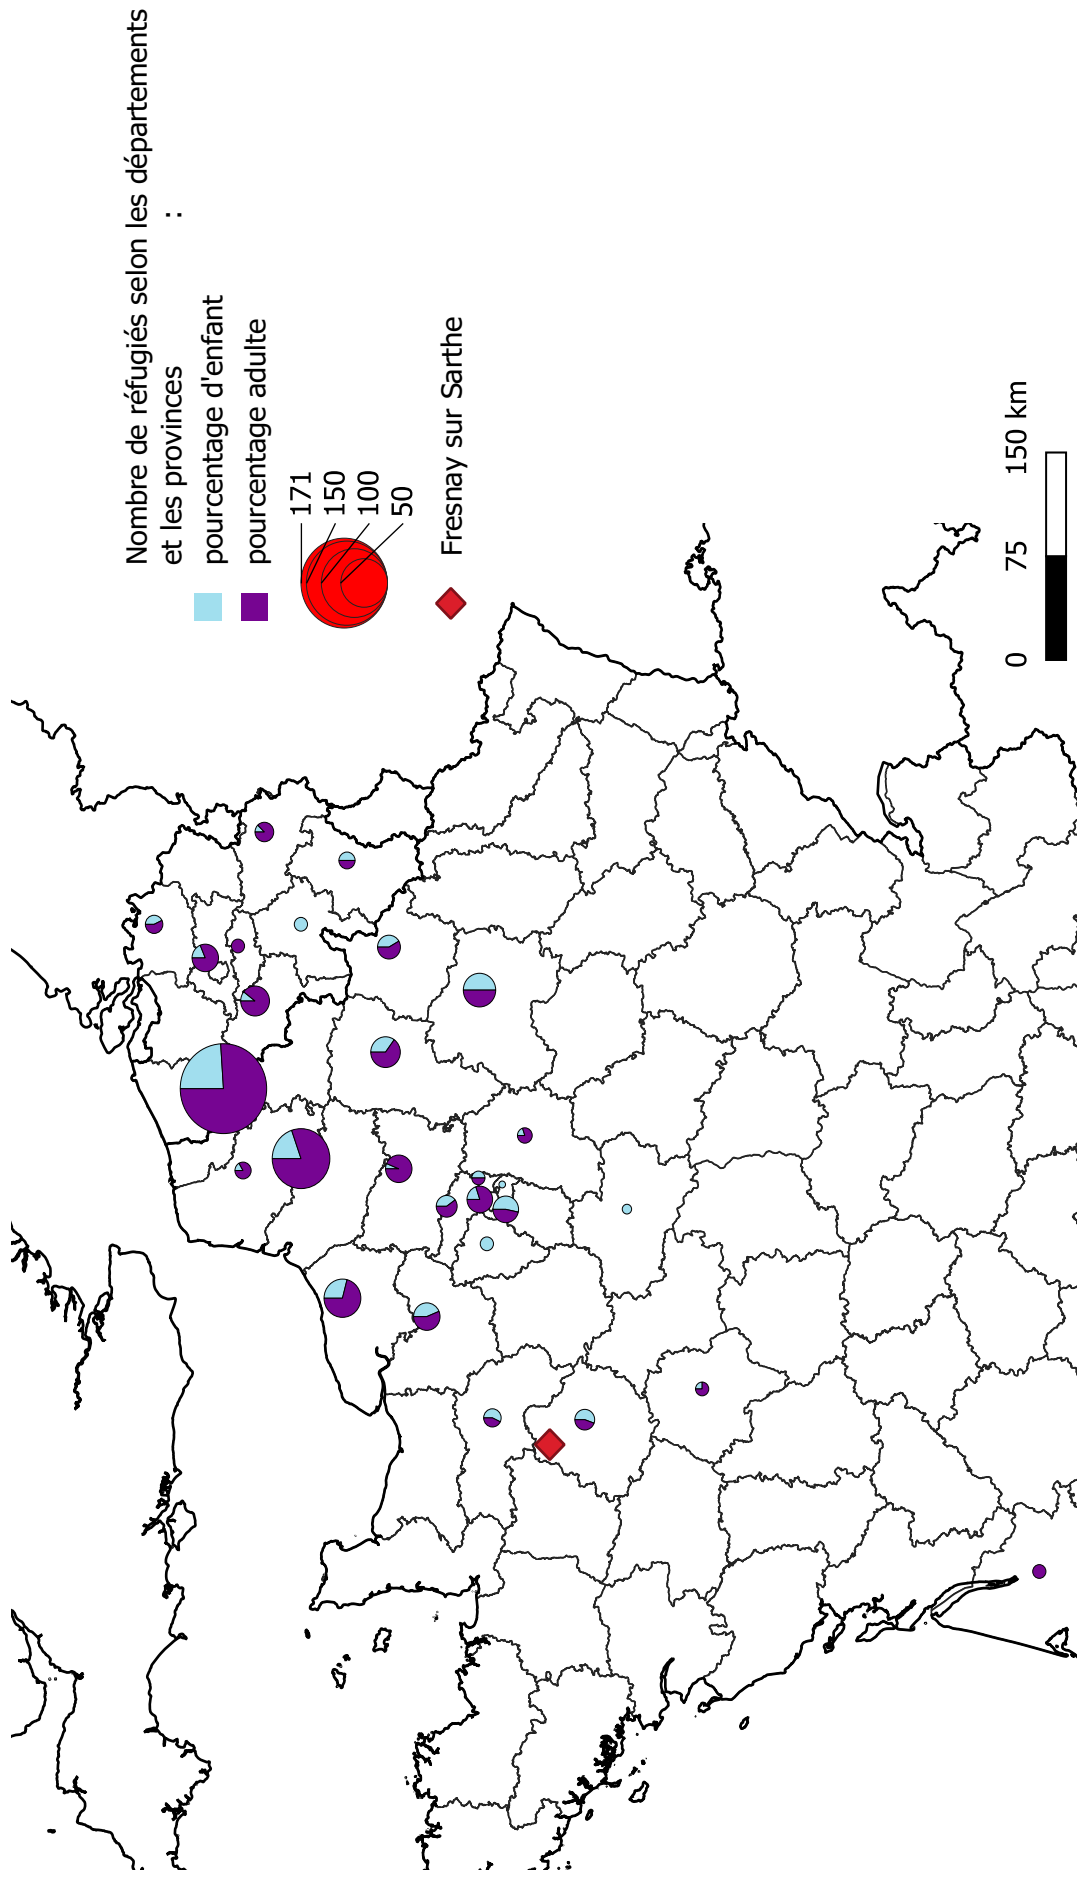 Nombre de réfugiés selon les départements
et les provinces :
pourcentage d'enfant
pourcentage adulte
171
150
100
50
Fresnay sur Sarthe
0 75 150 km